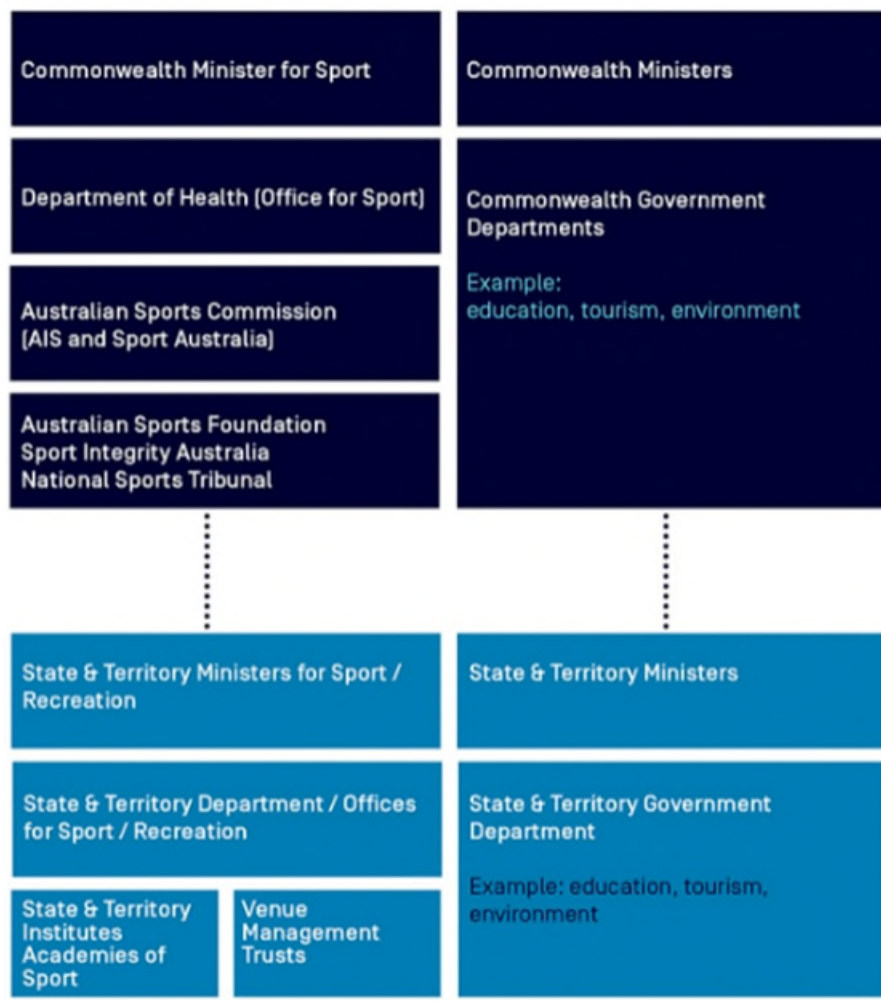 Commonwealth Minister for Sport
Commonwealth Ministers
Department of Health (Office for Sport)
Commonwealth Government
Departments
Example:
education, tourism, environment
Australian Sports Commission
(AIS and Sport Australia)
Australian Sports Foundation
Sport Integrity Australia
National Sports Tribunal
State & Territory Ministers for Sport /
Recreation
State & Territory Ministers
State & Territory Department / Offices
for Sport / Recreation
State & Territory Government
Department
Example: education, tourism,
environment
State & Territory
Institutes
Academies of
Sport
Venue
Management
Trusts